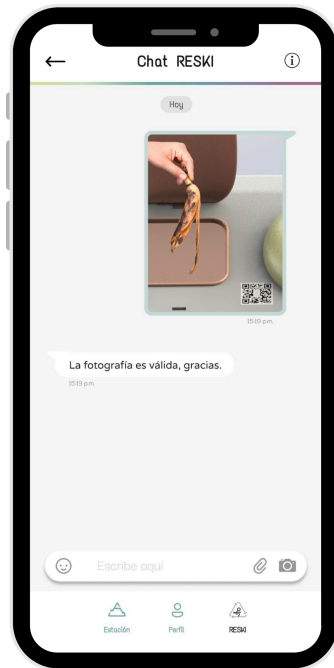 Chat RESKI
Hoy
15:19 p.m.
La fotografía es válida, gracias.
15:19 p.m.
Escribe aquí
Estación
Perfil
RESKI